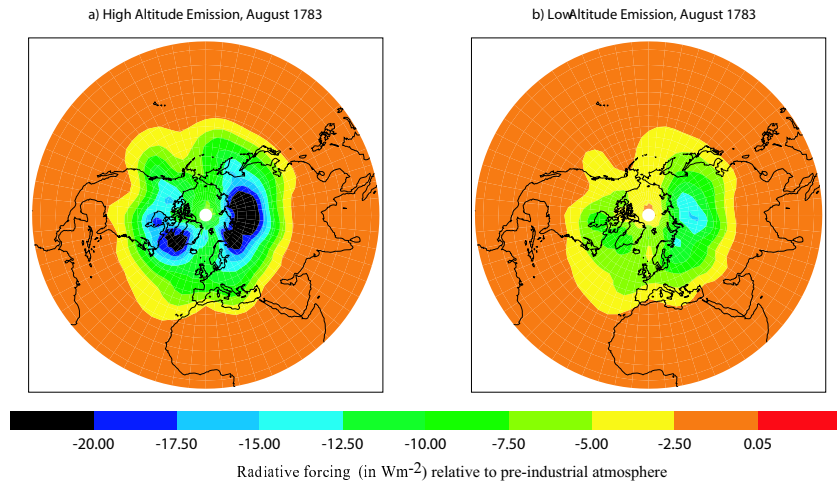 a) High Altitude Emission, August 1783
b) LowAltitude Emission, August 1783
-20.00 -17.50 -15.00 -12.50 -10.00 -7.50 -5.00 -2.50 0.05
Radiative forcing (in Wm-2) relative to pre-industrial atmosphere